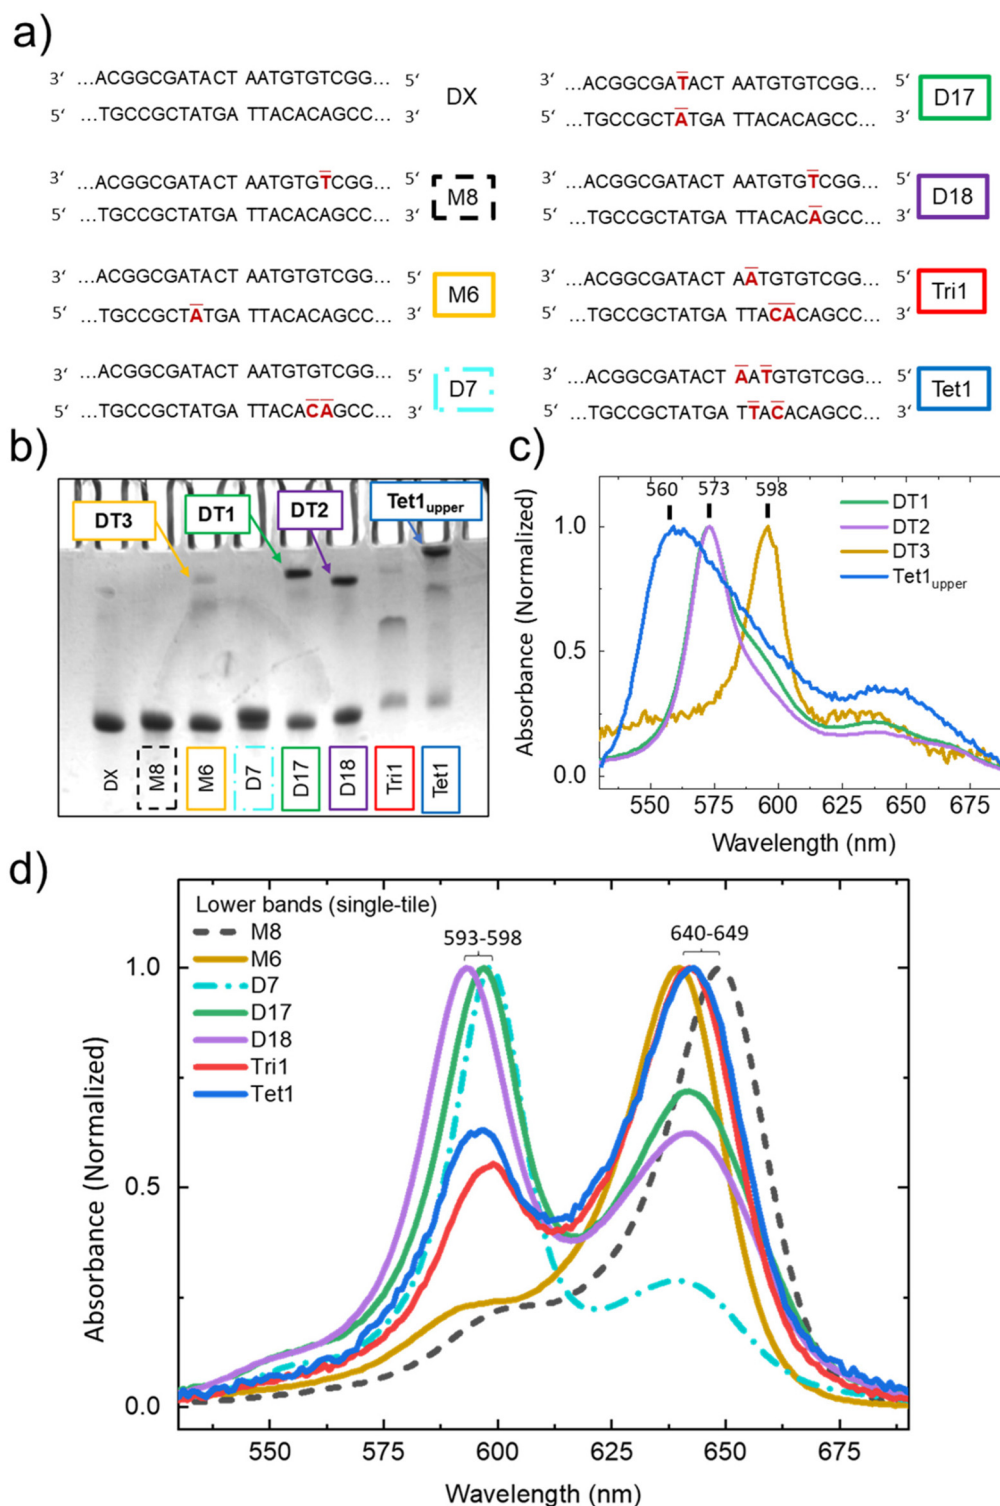 a)
3‘ ...ACGGCGATACT AATGTGTCGG... 5‘
DX
5‘ ...TGCCGCTATGA TTACACAGCC... 3‘
3‘ ...ACGGCGATACT AATGTGTCGG... 5‘
M8
5‘ ...TGCCGCTATGA TTACACAGCC... 3‘
3‘ ...ACGGCGATACT AATGTGTCGG... 5‘
M6
5‘ ...TGCCGCTATGA TTACACAGCC... 3‘
3‘ ...ACGGCGATACT AATGTGTCGG... 5‘
D7
5‘ ...TGCCGCTATGA TTACACAGCC... 3‘
3‘ ...ACGGCGATACT AATGTGTCGG... 5‘
D17
5‘ ...TGCCGCTATGA TTACACAGCC... 3‘
3‘ ...ACGGCGATACT AATGTGTCGG... 5‘
D18
5‘ ...TGCCGCTATGA TTACACAGCC... 3‘
3‘ ...ACGGCGATACT AATGTGTCGG... 5‘
Tri1
5‘ ...TGCCGCTATGA TTACACAGCC... 3‘
3‘ ...ACGGCGATACT AATGTGTCGG... 5‘
Tet1
5‘ ...TGCCGCTATGA TTACACAGCC... 3‘
b)
DT3 DT1 DT2 Tet1upper
DX M8 M6 D7 D17 D18 Tri1 Tet1
c)
560 573 598
DT1
DT2
DT3
Tet1upper
1.0
0.5
0.0
Absorbance (Normalized)
550 575 600 625 650 675
Wavelength (nm)
d)
Lower bands (single-tile)
M8
M6
D7
D17
D18
Tri1
Tet1
593-598
640-649
1.0
0.5
0.0
Absorbance (Normalized)
550 575 600 625 650 675
Wavelength (nm)